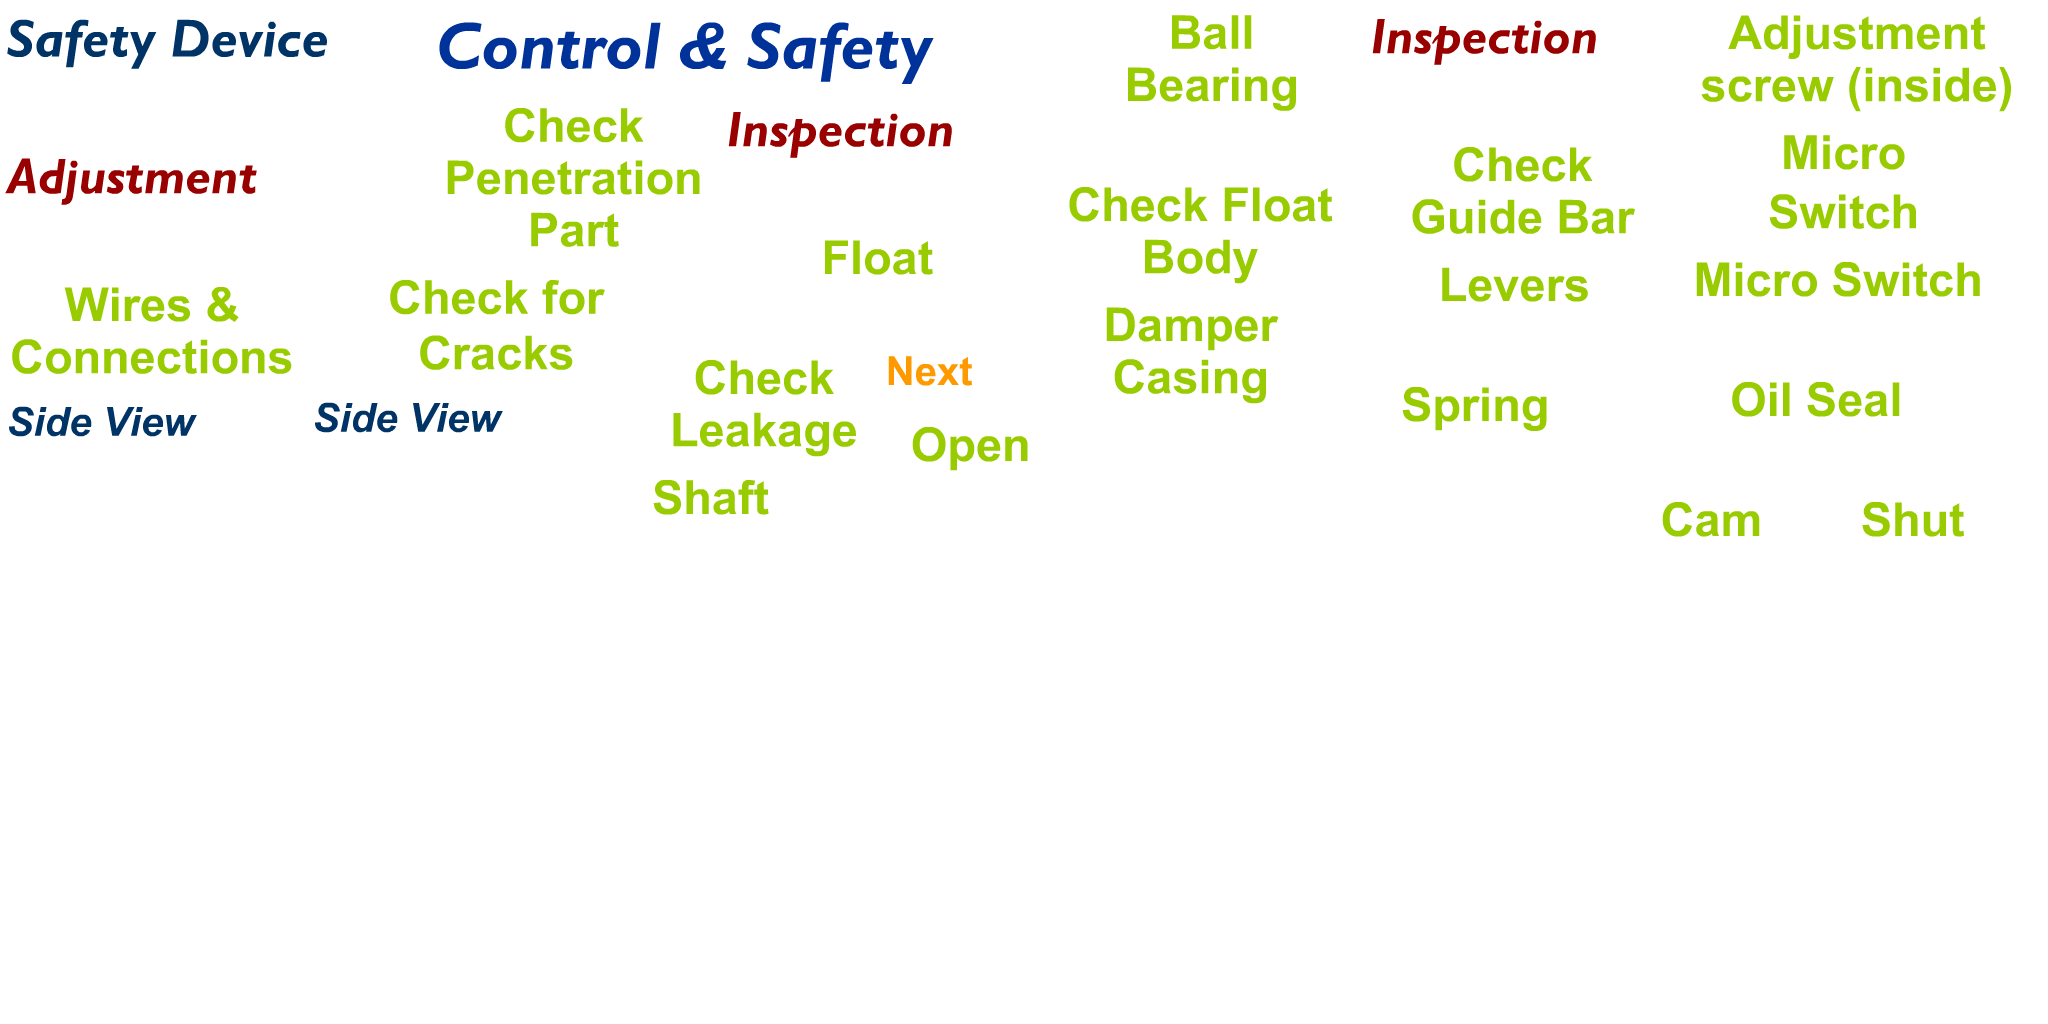 Safety Device
Adjustment
Wires &
Connections
Side View
Control & Safety
Check
Penetration
Part
Check for
Cracks
Side View
Inspection
Float
Check
Leakage
Shaft
Next
Open
Ball
Bearing
Check Float
Body
Damper
Casing
Inspection
Check
Guide Bar
Levers
Spring
Adjustment
screw (inside)
Micro
Switch
Micro Switch
Oil Seal
Cam
Shut